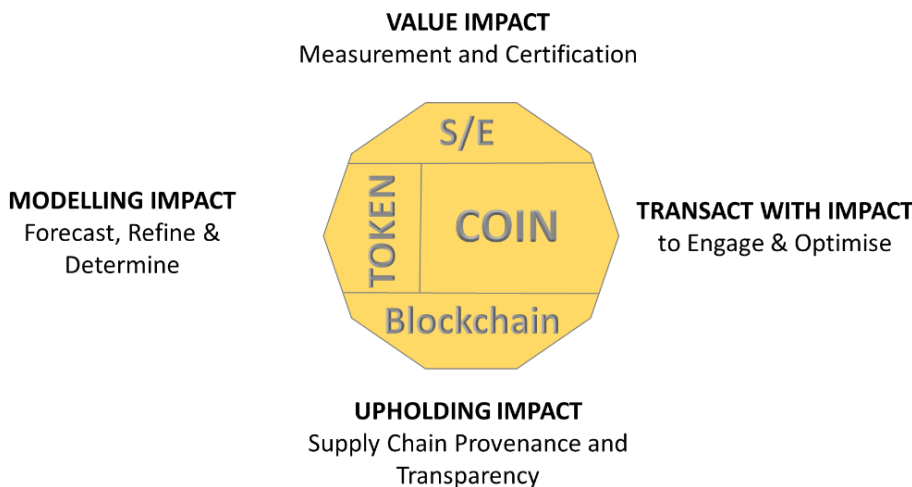 VALUE IMPACT
Measurement and Certification
S/E
MODELLING IMPACT
Forecast, Refine &
Determine
TOKEN
COIN
TRANSACT WITH IMPACT
to Engage & Optimise
Blockchain
UPHOLDING IMPACT
Supply Chain Provenance and
Transparency